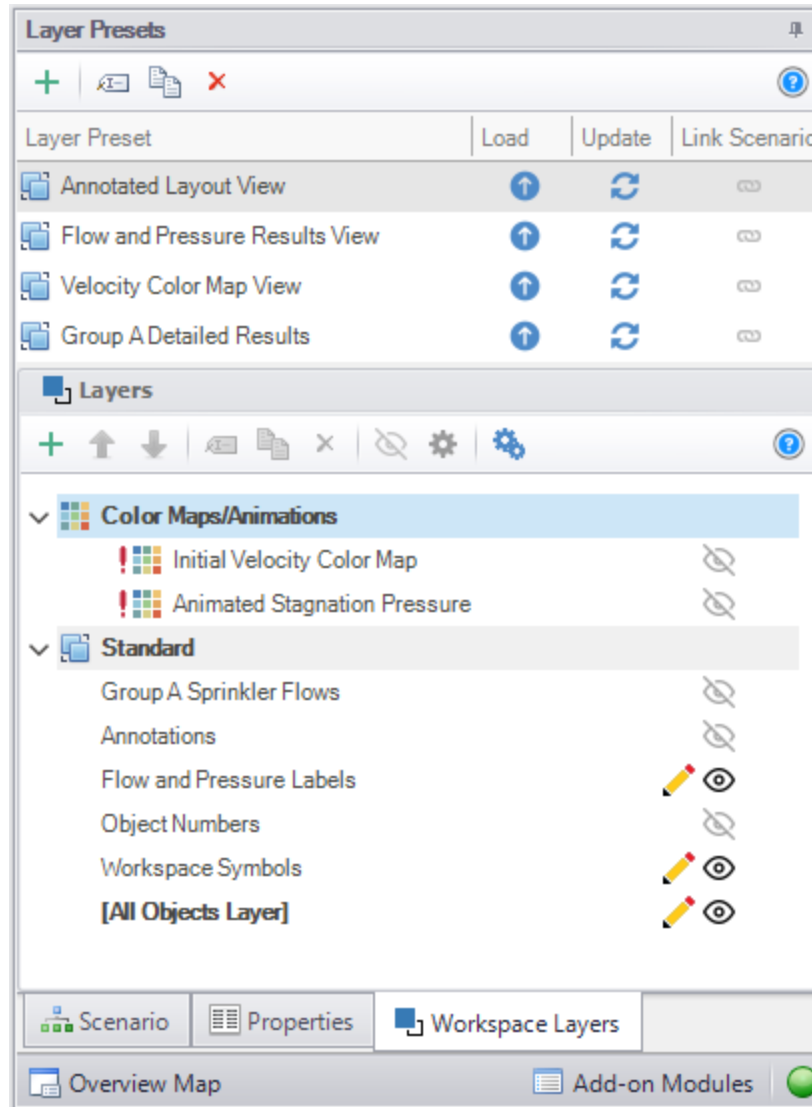 Layer Presets
Layer Preset Load Update Link Scenario
Annotated Layout View
Flow and Pressure Results View
Velocity Color Map View
Group A Detailed Results
Layers
Color Maps/Animations
Initial Velocity Color Map
Animated Stagnation Pressure
Standard
Group A Sprinkler Flows
Annotations
Flow and Pressure Labels
Object Numbers
Workspace Symbols
[All Objects Layer]
Scenario Properties Workspace Layers
Overview Map Add-on Modules